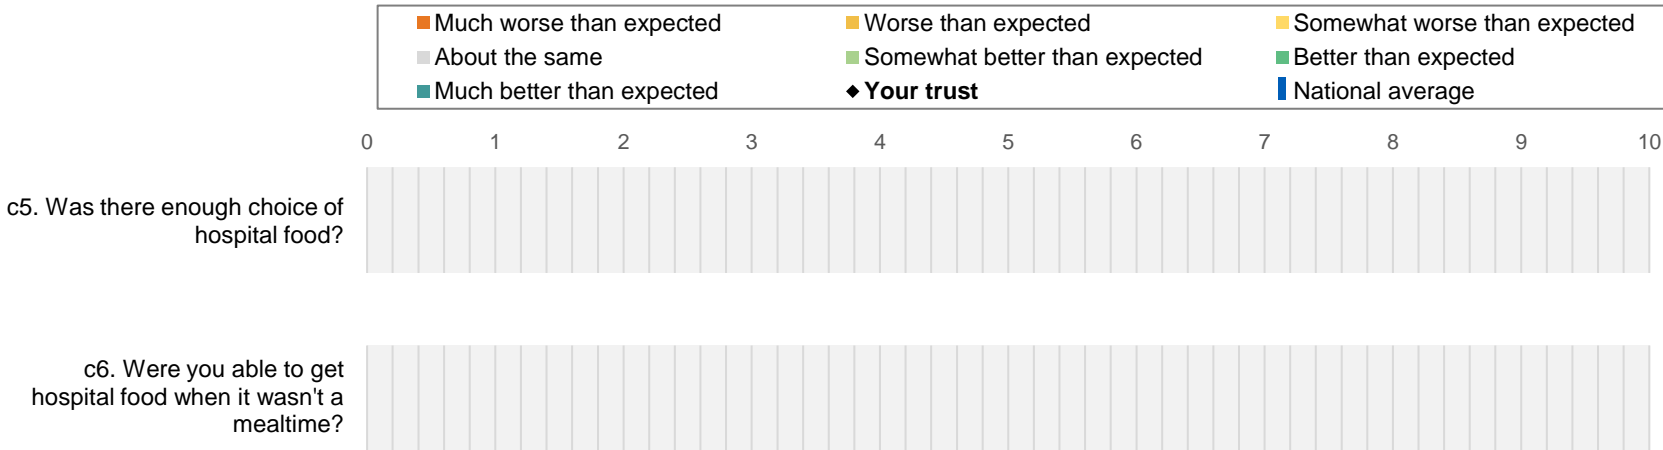 Much worse than expected
Worse than expected
Somewhat worse than expected
About the same
Somewhat better than expected
Better than expected
Much better than expected
Your trust
National average
0 1 2 3 4 5 6 7 8 9 10
c5. Was there enough choice of
hospital food?
c6. Were you able to get
hospital food when it wasn't a
mealtime?